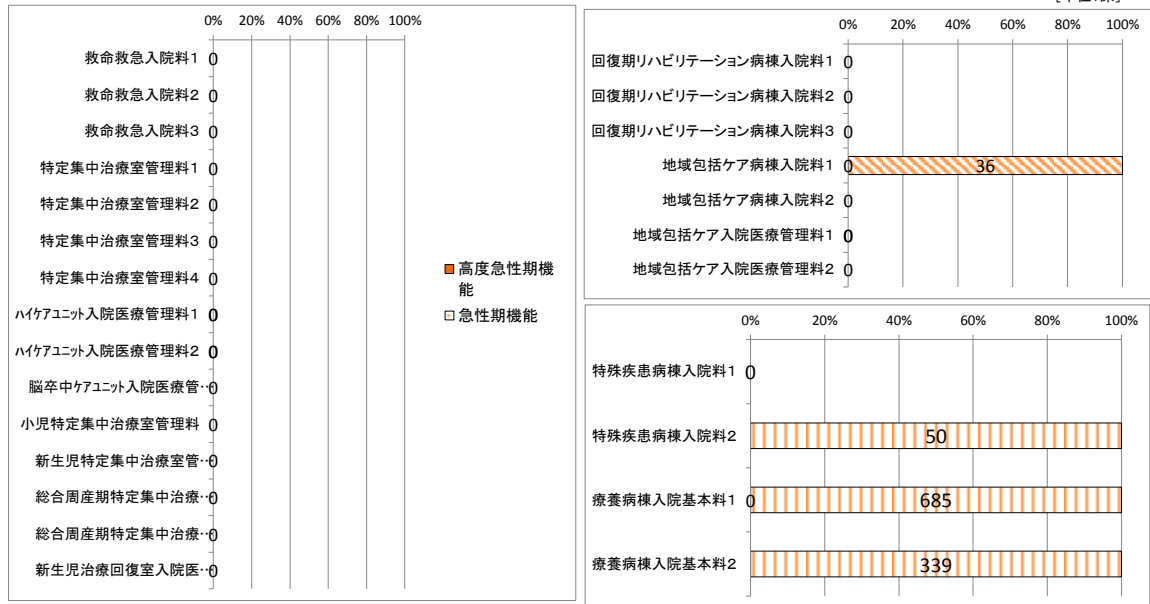 0% 20% 40% 60% 80% 100%
救命救急入院料1 0
救命救急入院料2 0
救命救急入院料3 0
特定集中治療室管理料1 0
特定集中治療室管理料2 0
特定集中治療室管理料3 0
特定集中治療室管理料4 0
ハイケアユニット入院医療管理料1 0
ハイケアユニット入院医療管理料2 0
脳卒中ケアユニット入院医療管… 0
小児特定集中治療室管理料 0
新生児特定集中治療室管… 0
総合周産期特定集中治療… 0
総合周産期特定集中治療… 0
新生児治療回復室入院医… 0
高度急性期機
能
急性期機能
0% 20% 40% 60% 80% 100%
回復期リハビリテーション病棟入院料1 0
回復期リハビリテーション病棟入院料2 0
回復期リハビリテーション病棟入院料3 0
地域包括ケア病棟入院料1 0 36
地域包括ケア病棟入院料2 0
地域包括ケア入院医療管理料1 0
地域包括ケア入院医療管理料2 0
0% 20% 40% 60% 80% 100%
特殊疾患病棟入院料1 0
特殊疾患病棟入院料2 50
療養病棟入院基本料1 0 685
療養病棟入院基本料2 339